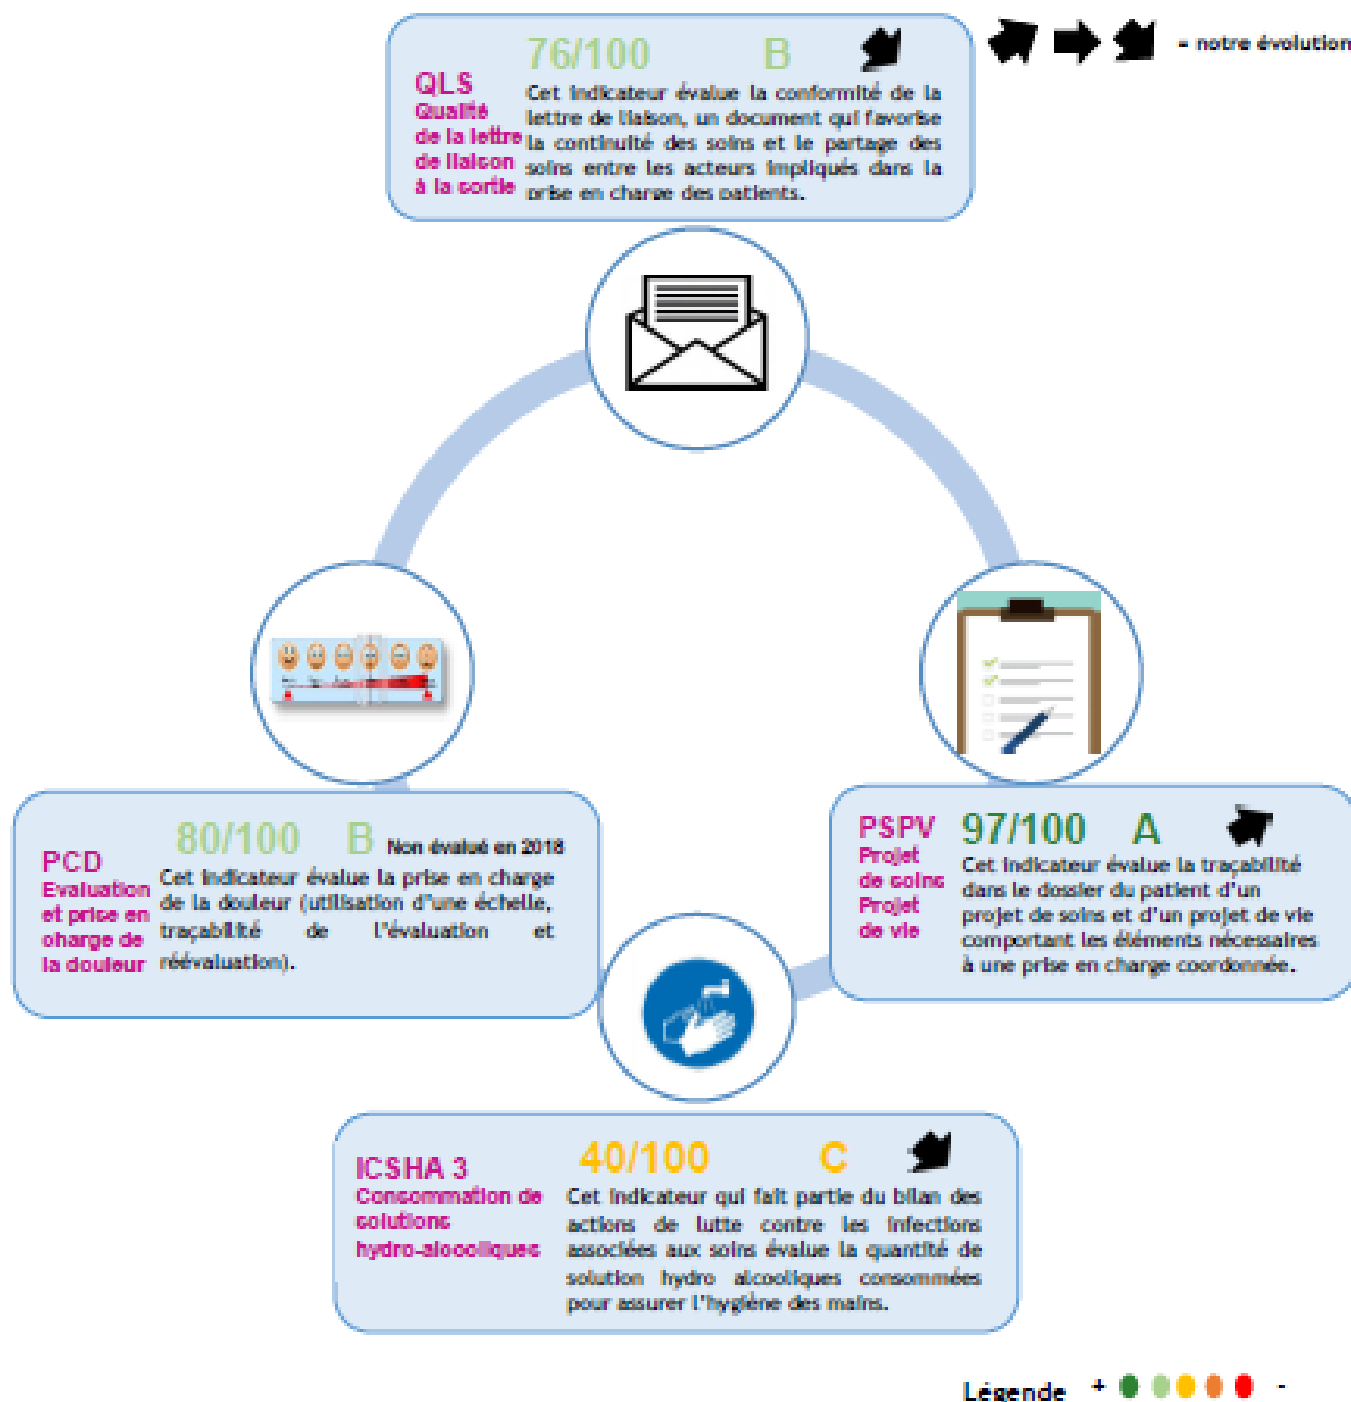 76/100 B
= notre évolution
QLS
Qualité
de la lettre
de liaison
à la sortie
Cet indicateur évalue la conformité de la
lettre de liaison, un document qui favorise
la continuité des soins et le partage des
soins entre les acteurs impliqués dans la
prise en charge des patients.
80/100 B Non évalué en 2018
PCD
Evaluation
et prise en
charge de
la douleur
Cet indicateur évalue la prise en charge
de la douleur (utilisation d'une échelle,
traçabilité de l'évaluation et
réévaluation).
PSPV
Projet
de soins
Projet
de vie
97/100 A
Cet indicateur évalue la traçabilité
dans le dossier du patient d'un
projet de soins et d'un projet de vie
comportant les éléments nécessaires
à une prise en charge coordonnée.
ICSHA 3
Consommation de
solutions
hydro-alcooliques
40/100 C
Cet indicateur qui fait partie du bilan des
actions de lutte contre les infections
associées aux soins évalue la quantité de
solution hydro alcooliques consommées
pour assurer l'hygiène des mains.
Légende + -